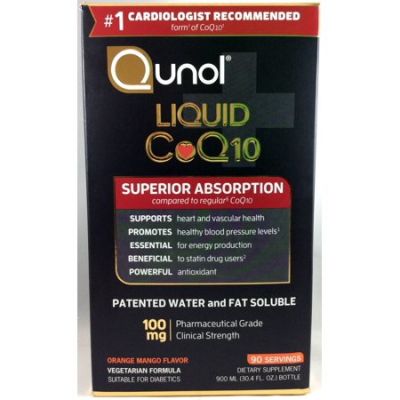 #1 CARDIOLOGIST RECOMMENDED
form† of CoQ10‡
Qunol®
LIQUID
CoQ10
SUPERIOR ABSORPTION
compared to regular§ CoQ10
SUPPORTS heart and vascular health
PROMOTES healthy blood pressure levels¹
ESSENTIAL for energy production
BENEFICIAL to statin drug users²
POWERFUL antioxidant
PATENTED WATER and FAT SOLUBLE
100 mg
Pharmaceutical Grade
Clinical Strength
ORANGE MANGO FLAVOR
VEGETARIAN FORMULA
SUITABLE FOR DIABETICS
90 SERVINGS
DIETARY SUPPLEMENT
900 ML (30.4 FL. OZ.) BOTTLE